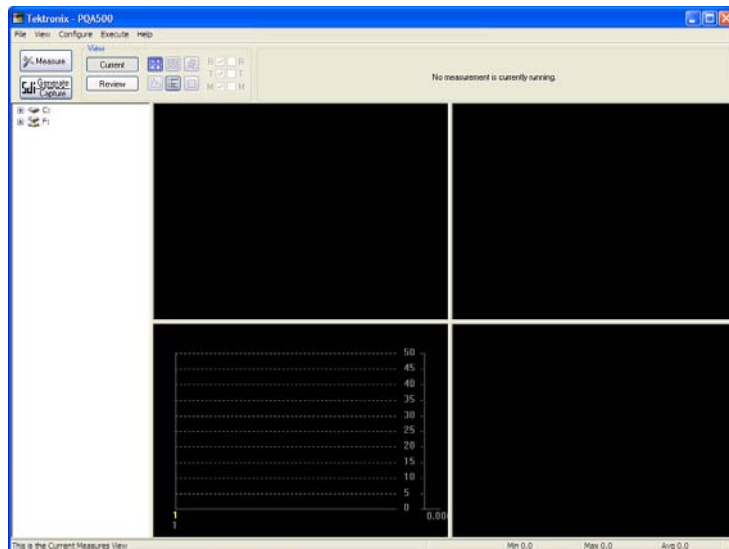 Tektronix - PQA500
File View Configure Execute Help
View
Measure
Current
R R
T T
M M
Sdi Generate Capture
Review
No measurement is currently running.
C:
F:
50
45
40
35
30
25
20
15
10
5
0
1
1
0.00
This is the Current Measures View
Min 0.0 Max 0.0 Avg 0.0